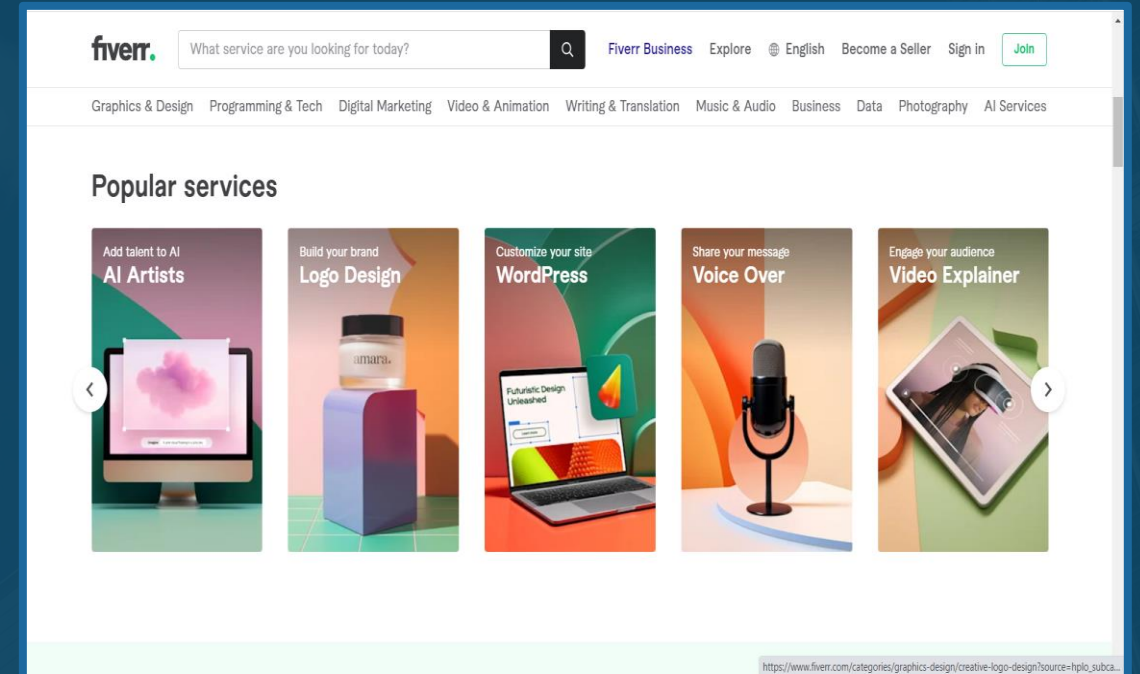 fiverr.
What service are you looking for today?
Fiverr Business Explore English Become a Seller Sign in Join
Graphics & Design Programming & Tech Digital Marketing Video & Animation Writing & Translation Music & Audio Business Data Photography AI Services
Popular services
Add talent to AI
AI Artists
Build your brand
Logo Design
amara.
Customize your site
WordPress
Futuristic Design
Unleashed
Share your message
Voice Over
Engage your audience
Video Explainer
https://www.fiverr.com/categories/graphics-design/creative-logo-design?source=hplo_subca...